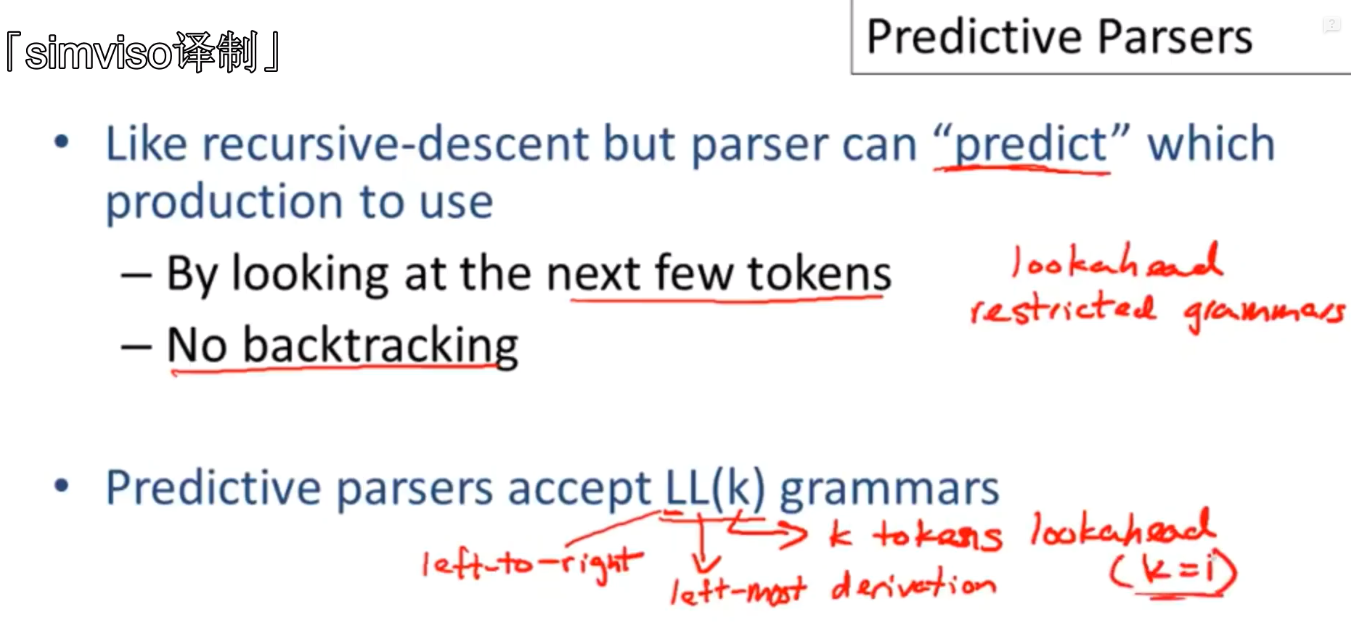 「simviso译制」
Predictive Parsers
• Like recursive-descent but parser can “predict” which
production to use
– By looking at the next few tokens
lookahead
restricted grammars
– No backtracking
• Predictive parsers accept LL(k) grammars
left-to-right
left-most derivation
k tokens lookahead
(k=1)